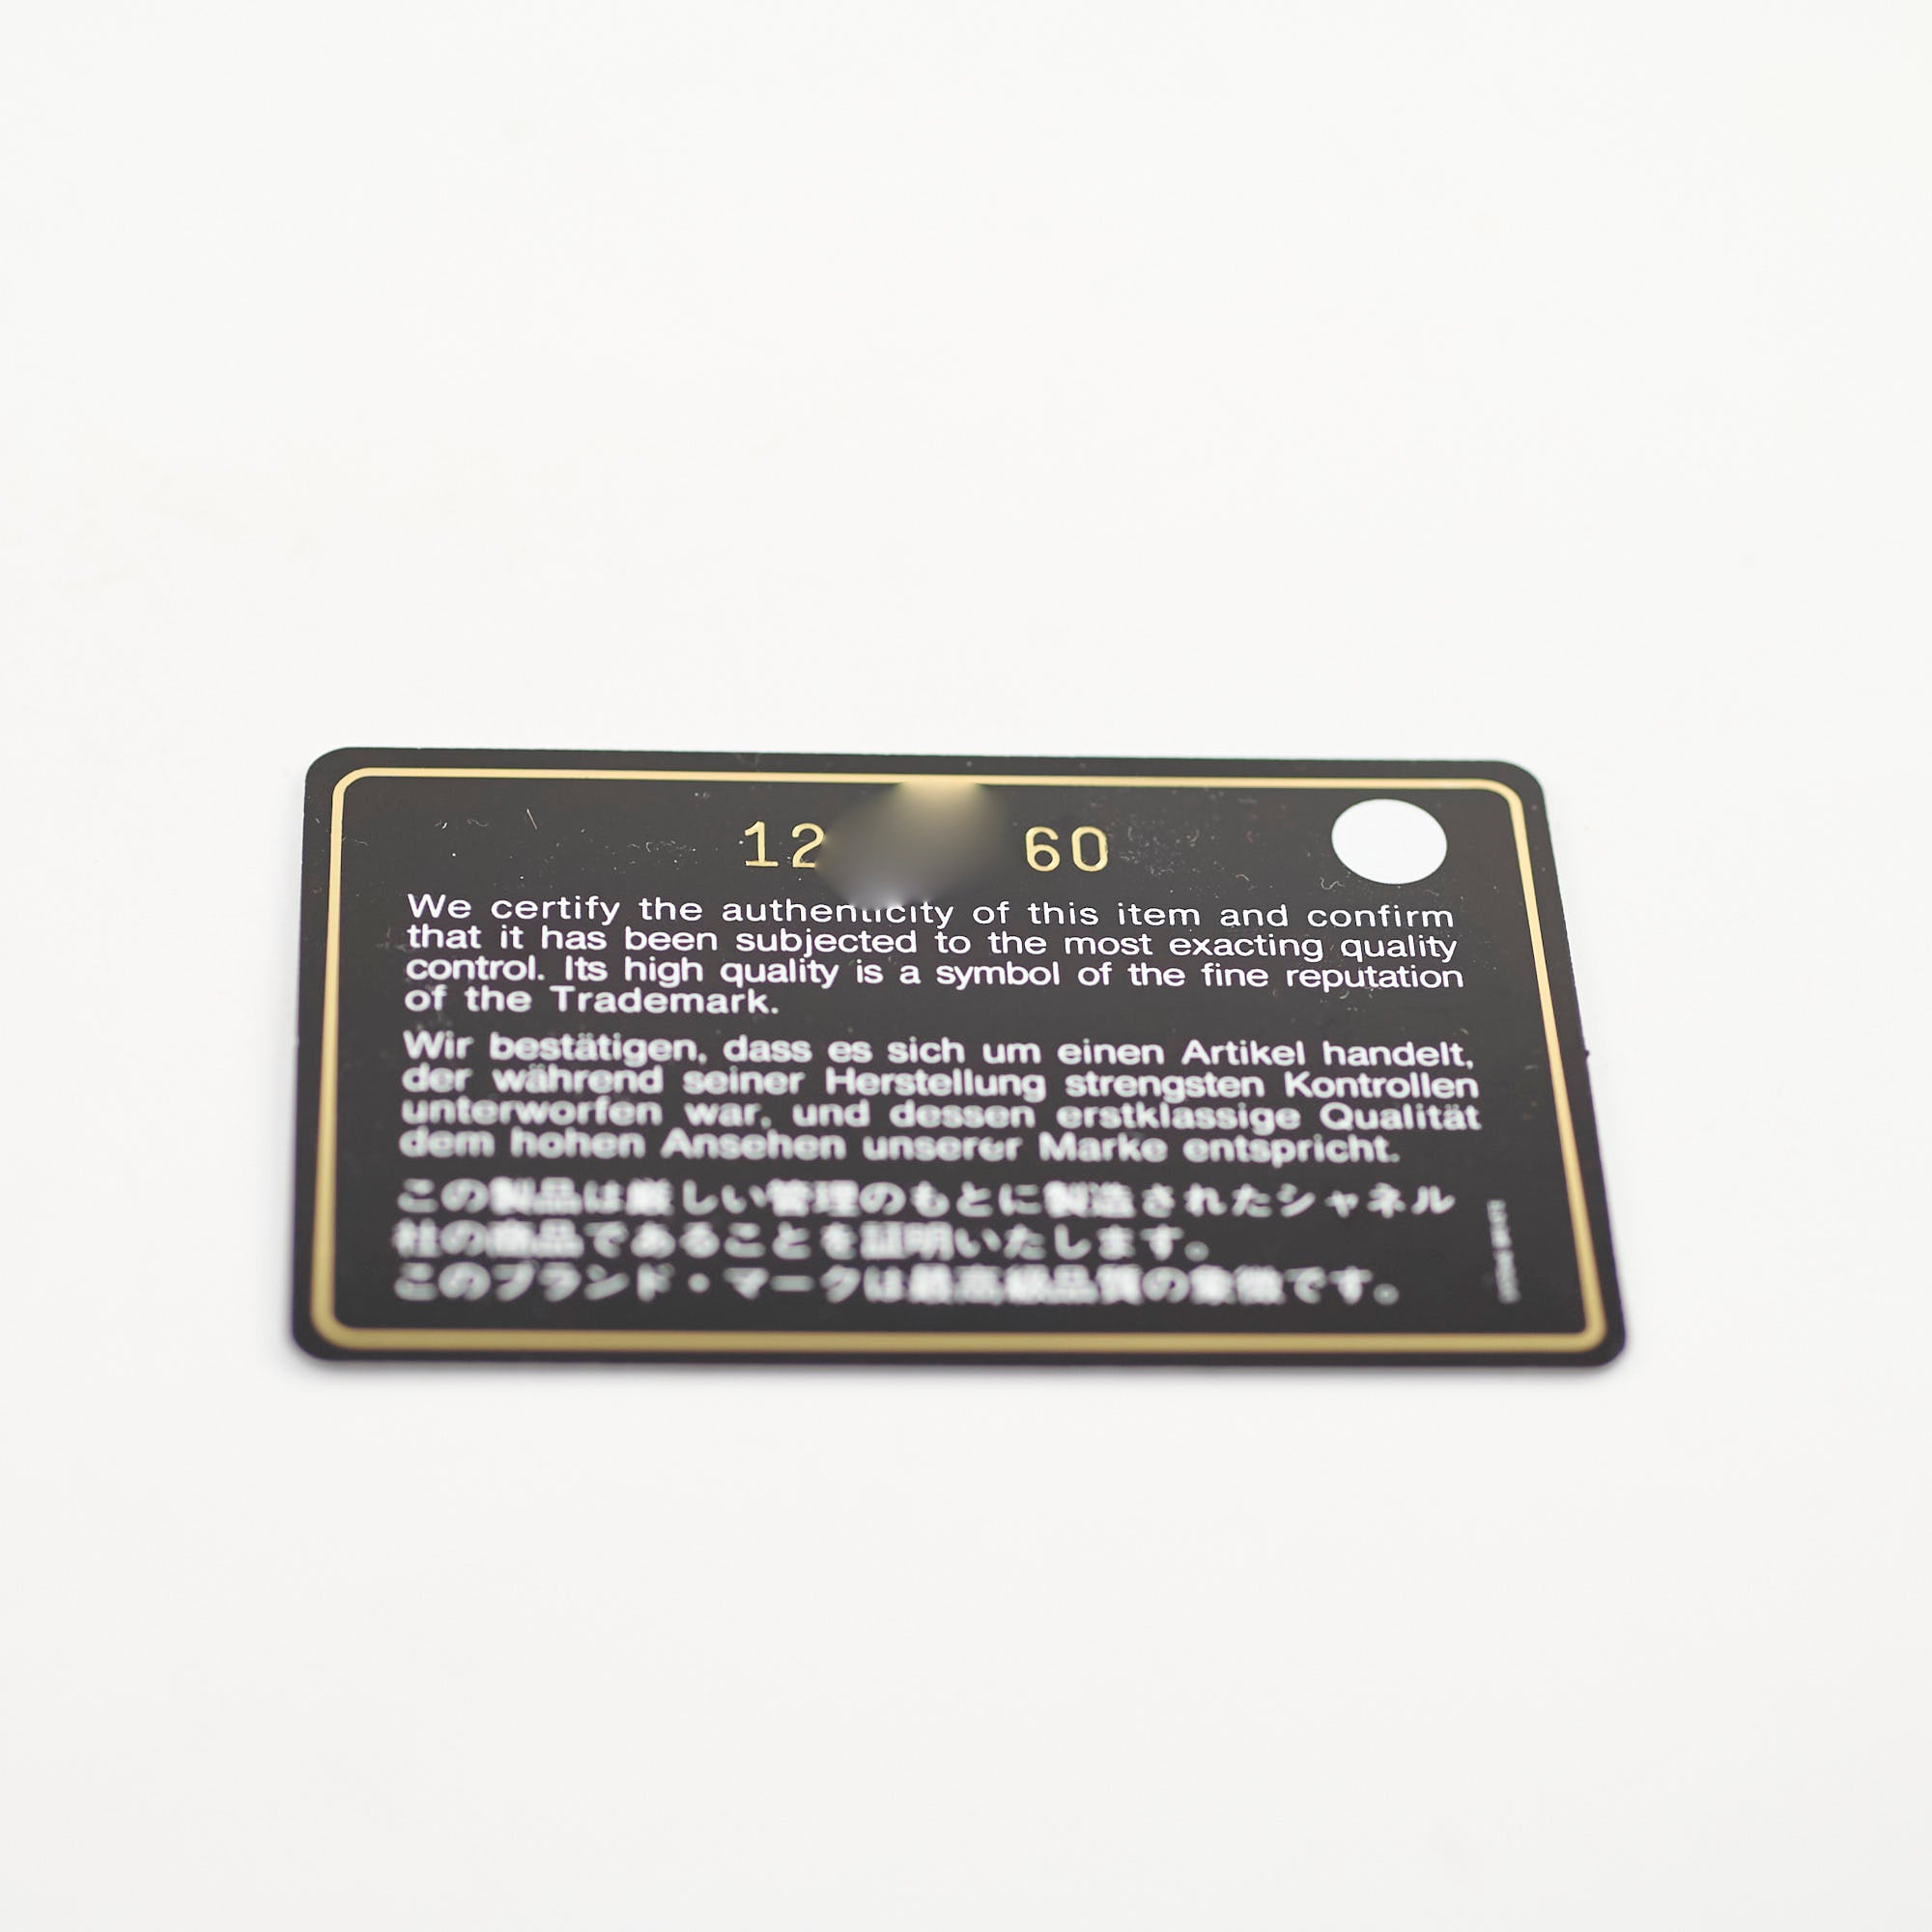 12 60
We certify the authenticity of this item and confirm
that it has been subjected to the most exacting quality
control. Its high quality is a symbol of the fine reputation
of the Trademark.
Wir bestätigen, dass es sich um einen Artikel handelt,
der während seiner Herstellung strengsten Kontrollen
unterworfen war, und dessen erstklassige Qualität
dem hohen Ansehen unserer Marke entspricht.
この製品は厳しい管理のもとに製造されたシャネル
社の商品であることを証明いたします。
このブランド・マークは最高級品質の象徴です。